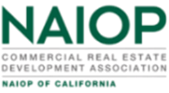 NAIOP
COMMERCIAL REAL ESTATE
DEVELOPMENT ASSOCIATION
NAIOP OF CALIFORNIA